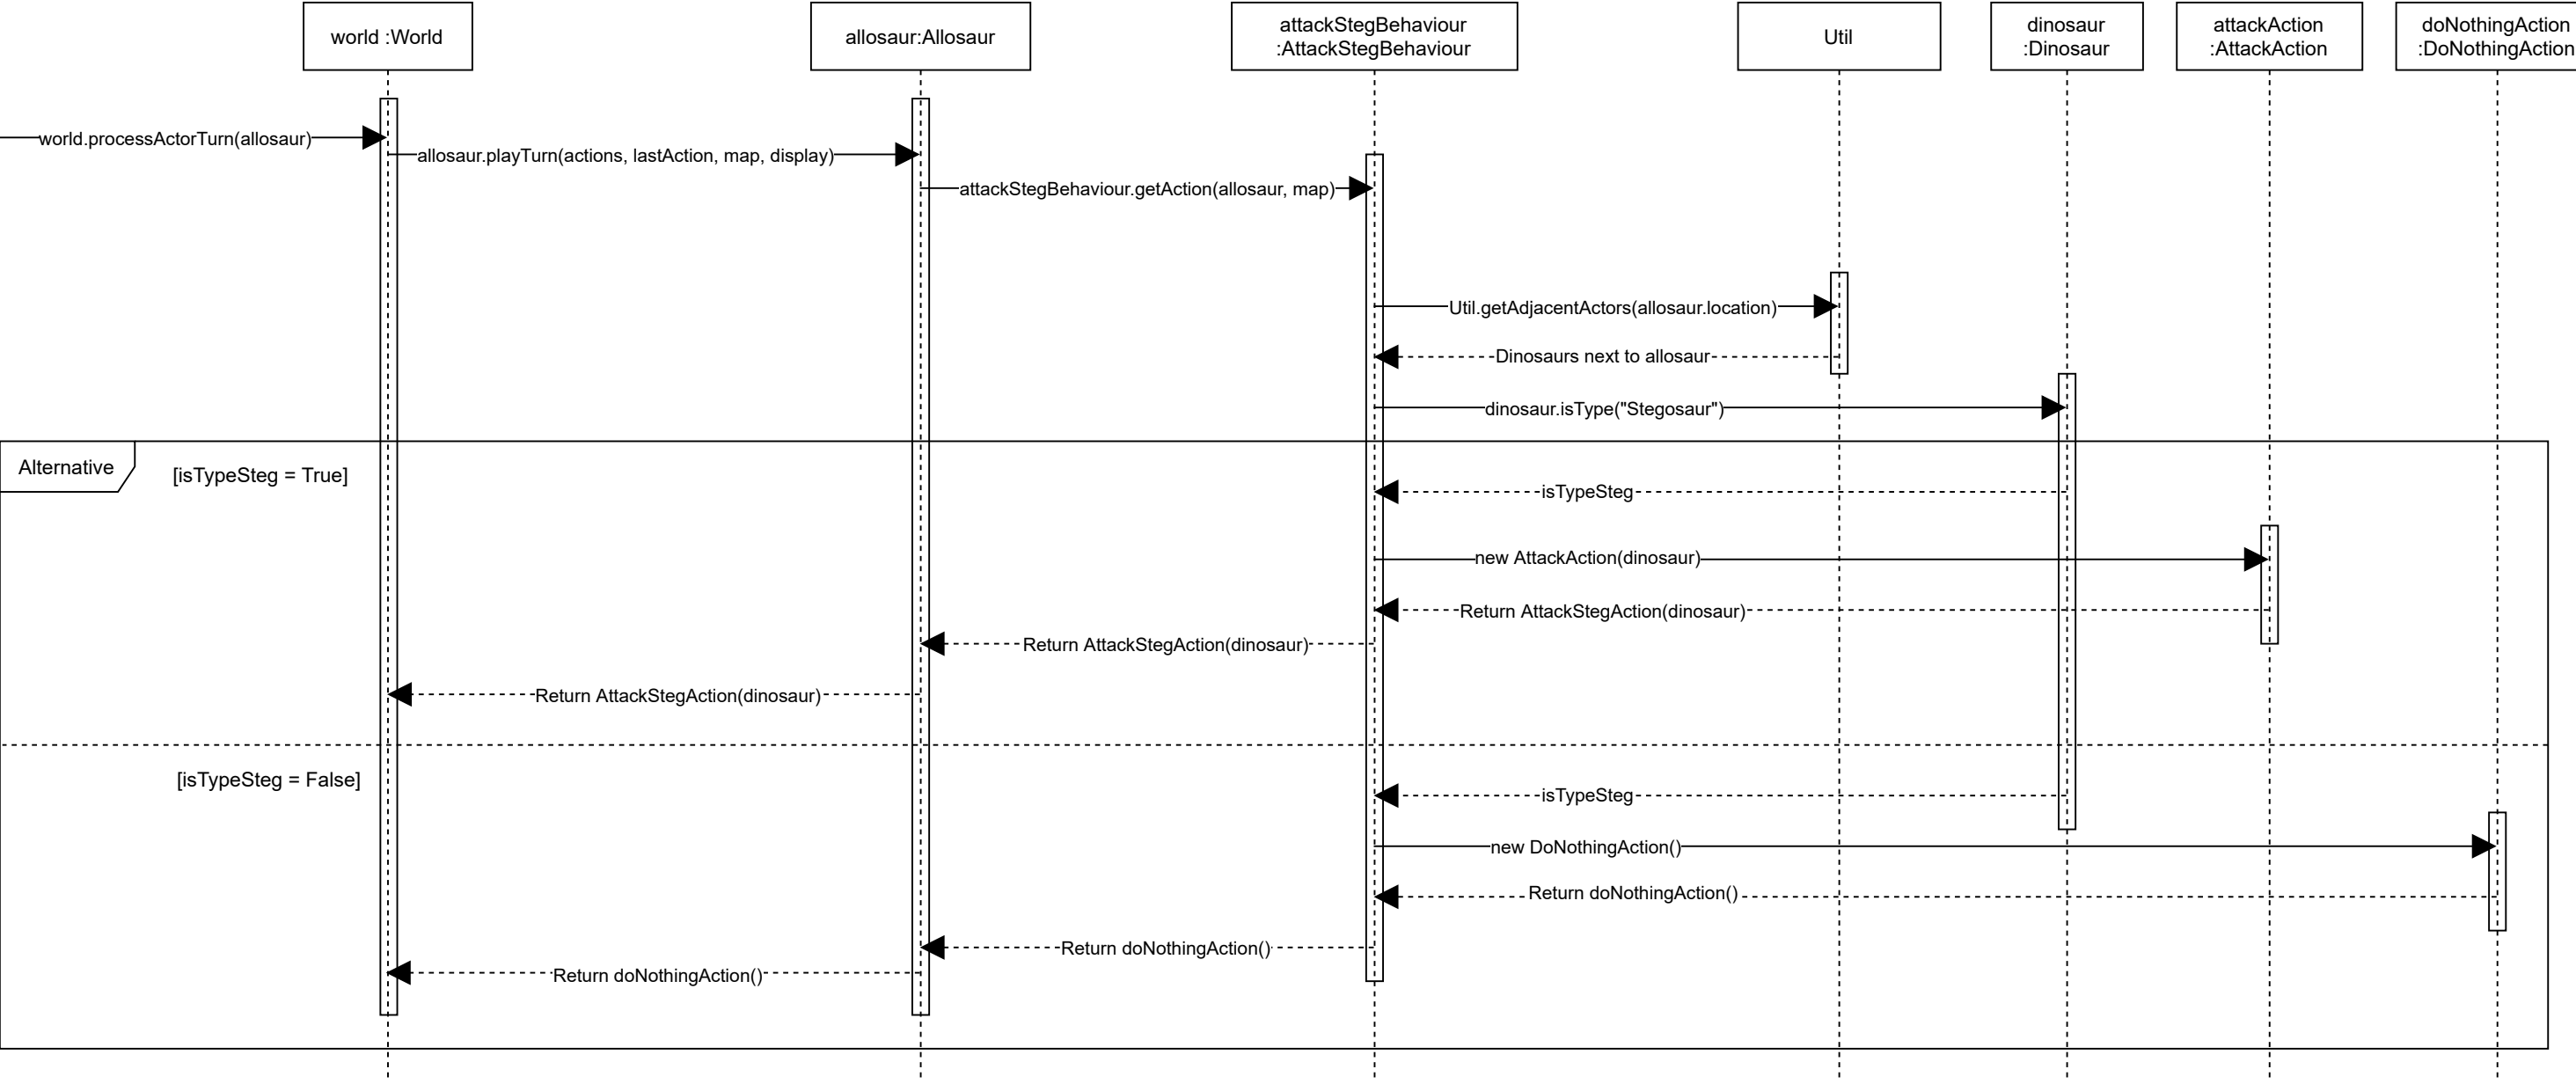 world :World
allosaur:Allosaur
attackStegBehaviour
:AttackStegBehaviour
Util
dinosaur
:Dinosaur
attackAction
:AttackAction
doNothingAction
:DoNothingAction
world.processActorTurn(allosaur)
allosaur.playTurn(actions, lastAction, map, display)
attackStegBehaviour.getAction(allosaur, map)
Util.getAdjacentActors(allosaur.location)
Dinosaurs next to allosaur
dinosaur.isType("Stegosaur")
Alternative
[isTypeSteg = True]
isTypeSteg
new AttackAction(dinosaur)
Return AttackStegAction(dinosaur)
Return AttackStegAction(dinosaur)
Return AttackStegAction(dinosaur)
[isTypeSteg = False]
isTypeSteg
new DoNothingAction()
Return doNothingAction()
Return doNothingAction()
Return doNothingAction()